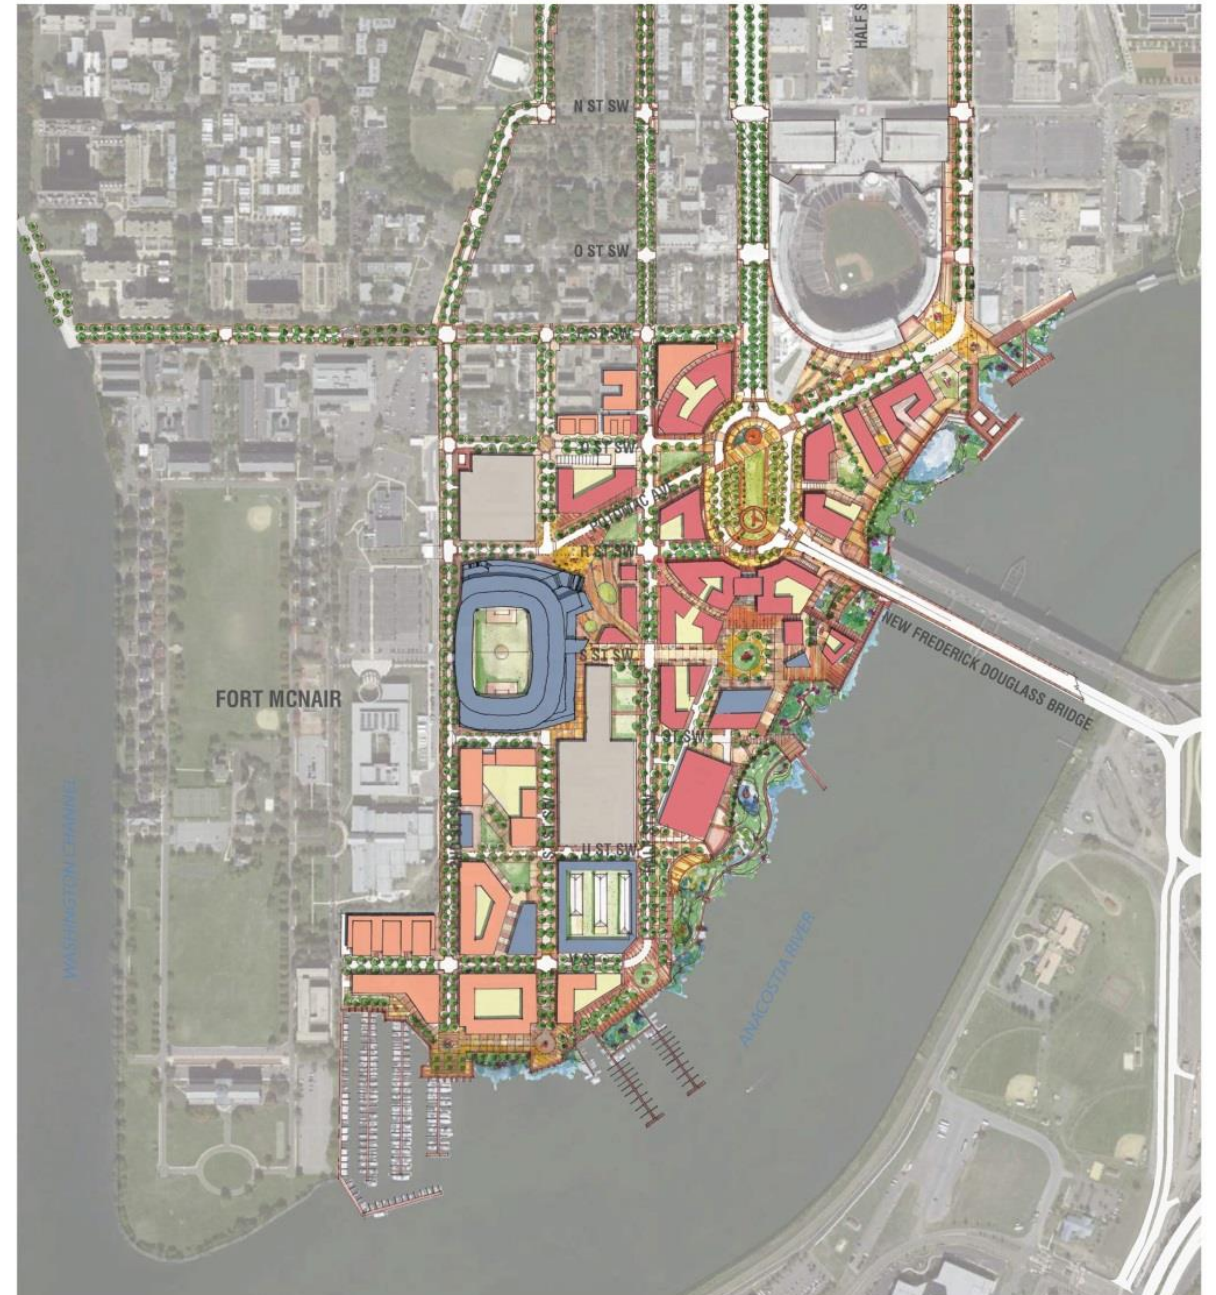 HALF S
N ST SW
O ST SW
P ST SW
Q ST SW
POTOMAC AVE
R ST SW
S ST SW
NEW FREDERICK DOUGLASS BRIDGE
FORT MCNAIR
T ST SW
U ST SW
WASHINGTON CHANNEL
ANACOSTIA RIVER
V ST